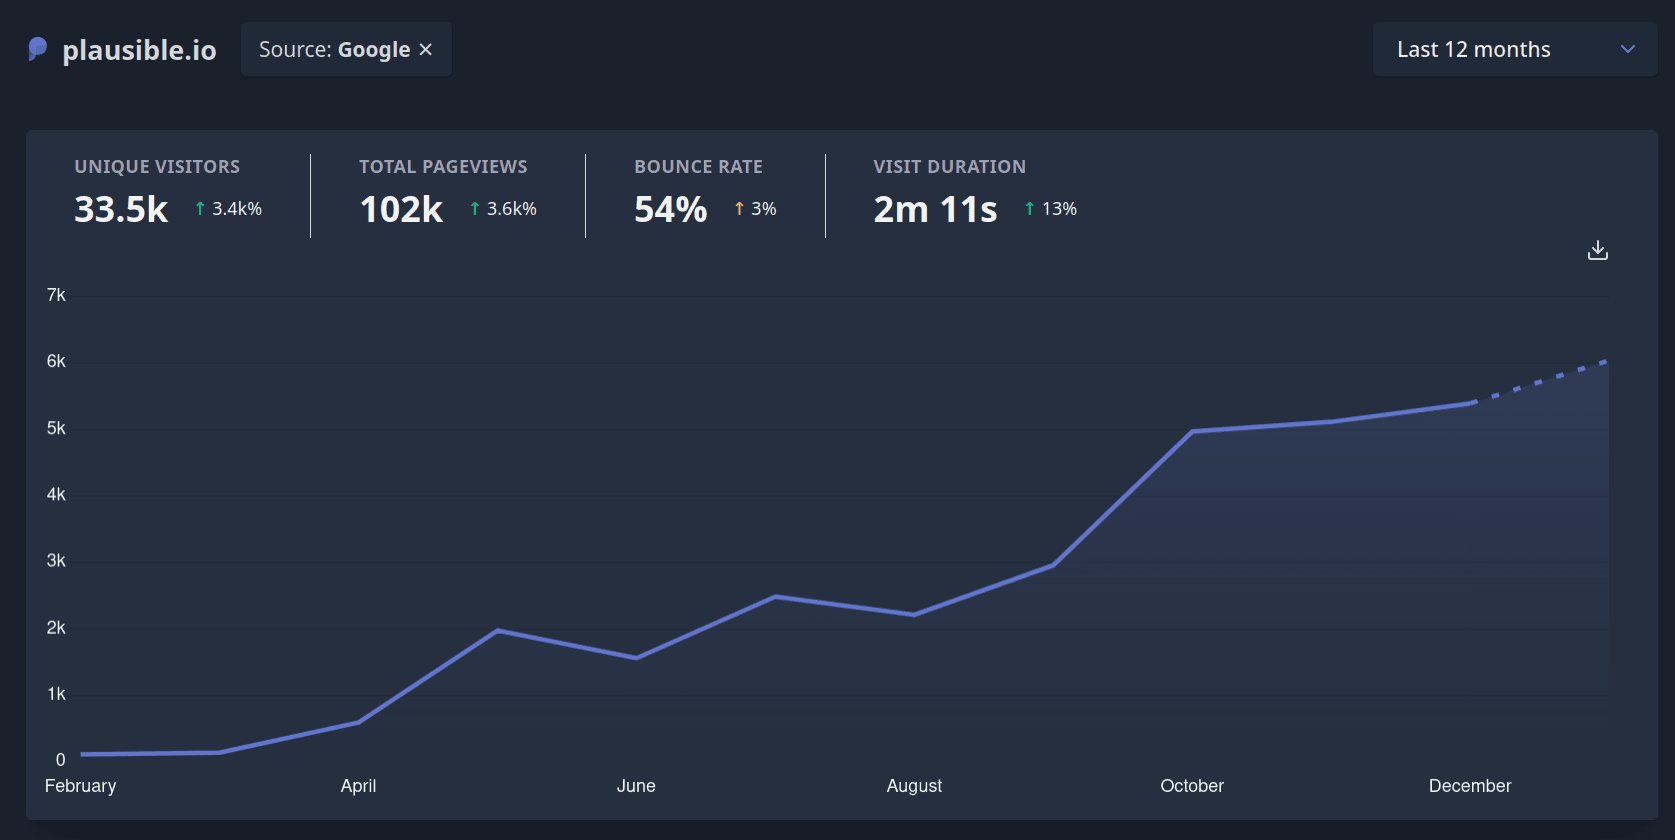 plausible.io
Source: Google ×
Last 12 months
UNIQUE VISITORS
33.5k ↑ 3.4k%
TOTAL PAGEVIEWS
102k ↑ 3.6k%
BOUNCE RATE
54% ↑ 3%
VISIT DURATION
2m 11s ↑ 13%
7k
6k
5k
4k
3k
2k
1k
0
February April June August October December